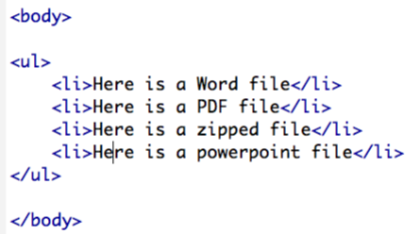 <body>
<ul>
<li>Here is a Word file</li>
<li>Here is a PDF file</li>
<li>Here is a zipped file</li>
<li>Here is a powerpoint file</li>
</ul>
</body>